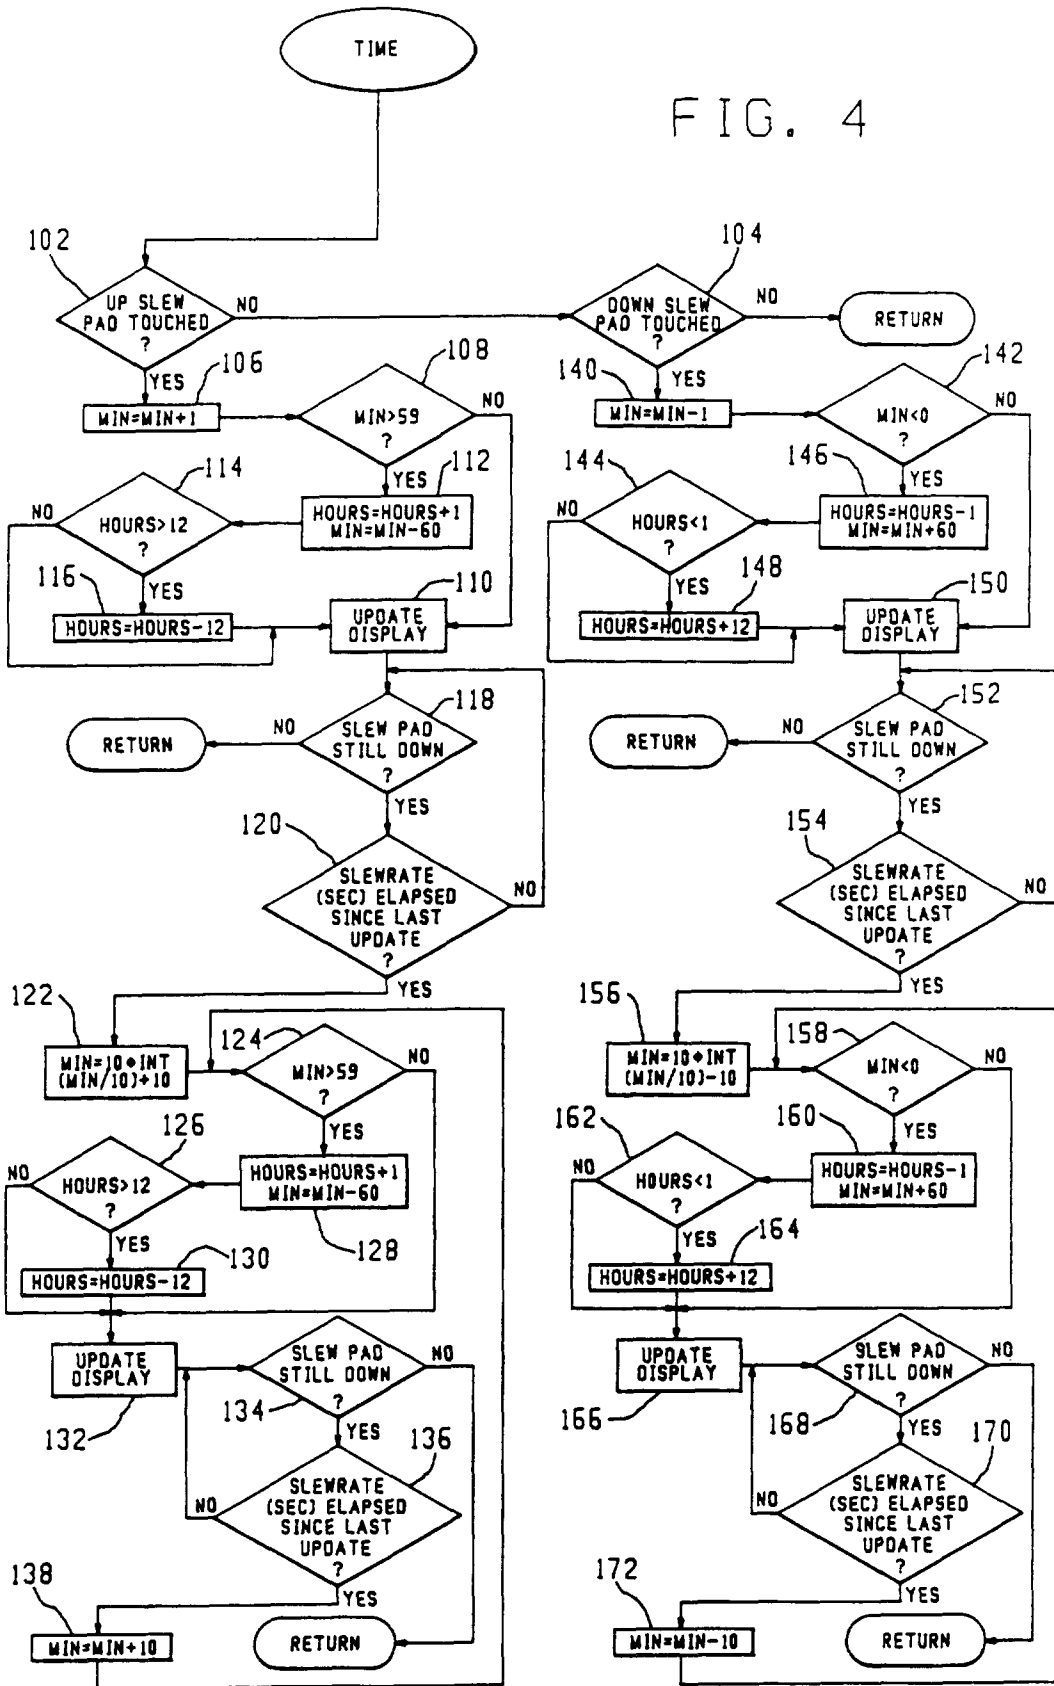 TIME
FIG. 4
102
104
UP SLEW
PAD TOUCHED
?
NO
DOWN SLEW
PAD TOUCHED
?
NO
RETURN
YES
106
108
YES
140
142
MIN=MIN+1
MIN>59
?
NO
MIN=MIN-1
MIN<0
?
NO
114
YES
112
144
146
YES
NO
HOURS>12
?
HOURS=HOURS+1
MIN=MIN-60
NO
HOURS<1
?
HOURS=HOURS-1
MIN=MIN+60
116
YES
110
YES
148
150
HOURS=HOURS-12
UPDATE
DISPLAY
HOURS=HOURS+12
UPDATE
DISPLAY
118
152
RETURN
NO
SLEW PAD
STILL DOWN
?
RETURN
NO
SLEW PAD
STILL DOWN
?
YES
YES
120
154
SLEWRATE
(SEC) ELAPSED
SINCE LAST
UPDATE
?
NO
SLEWRATE
(SEC) ELAPSED
SINCE LAST
UPDATE
?
NO
YES
YES
122
124
156
158
MIN=10*INT
(MIN/10)+10
MIN>59
?
NO
MIN=10*INT
(MIN/10)-10
MIN<0
?
NO
126
YES
162
160
YES
NO
HOURS>12
?
HOURS=HOURS+1
MIN=MIN-60
NO
HOURS<1
?
HOURS=HOURS-1
MIN=MIN+60
YES
130
128
YES
164
HOURS=HOURS-12
HOURS=HOURS+12
UPDATE
DISPLAY
SLEW PAD
STILL DOWN
?
NO
UPDATE
DISPLAY
SLEW PAD
STILL DOWN
?
NO
132
134
YES
136
166
168
YES
170
NO
SLEWRATE
(SEC) ELAPSED
SINCE LAST
UPDATE
?
NO
SLEWRATE
(SEC) ELAPSED
SINCE LAST
UPDATE
?
138
YES
172
YES
MIN=MIN+10
RETURN
MIN=MIN-10
RETURN